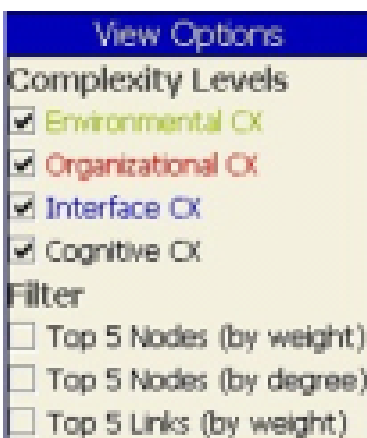 View Options
Complexity Levels
Environmental CX
Organizational CX
Interface CX
Cognitive CX
Filter
Top 5 Nodes (by weight)
Top 5 Nodes (by degree)
Top 5 Links (by weight)